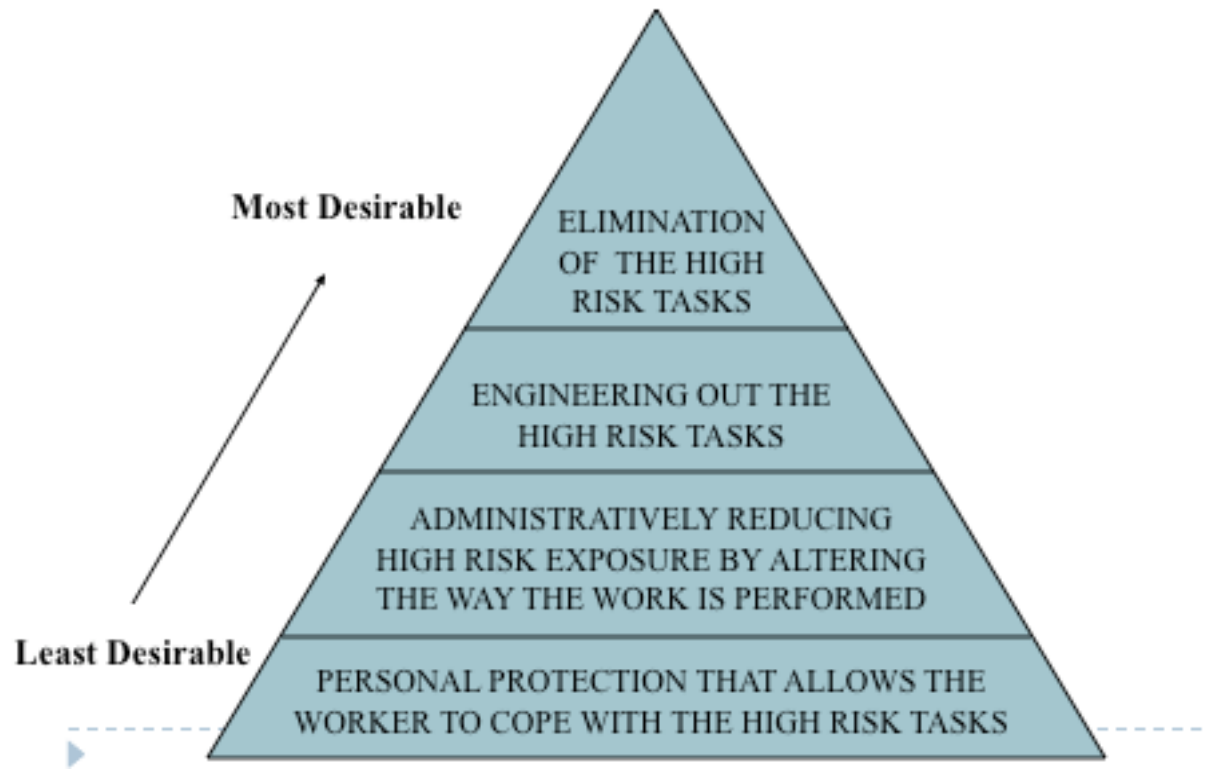 Most Desirable
ELIMINATION
OF THE HIGH
RISK TASKS
ENGINEERING OUT THE
HIGH RISK TASKS
ADMINISTRATIVELY REDUCING
HIGH RISK EXPOSURE BY ALTERING
THE WAY THE WORK IS PERFORMED
Least Desirable
PERSONAL PROTECTION THAT ALLOWS THE
WORKER TO COPE WITH THE HIGH RISK TASKS